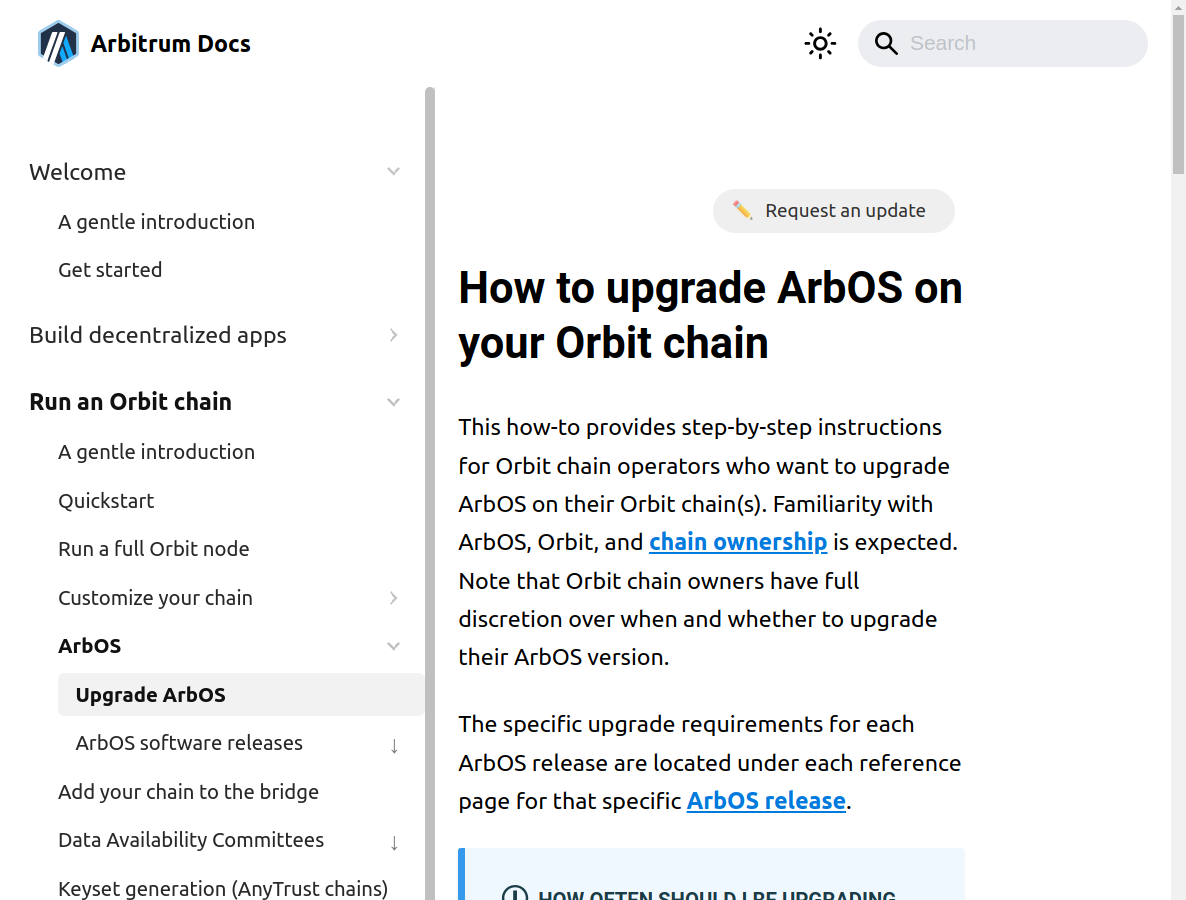 Arbitrum Docs
Search
Welcome
A gentle introduction
Get started
Build decentralized apps
Run an Orbit chain
A gentle introduction
Quickstart
Run a full Orbit node
Customize your chain
ArbOS
Upgrade ArbOS
ArbOS software releases ↓
Add your chain to the bridge
Data Availability Committees ↓
Keyset generation (AnyTrust chains)
Request an update
How to upgrade ArbOS on
your Orbit chain
This how-to provides step-by-step instructions
for Orbit chain operators who want to upgrade
ArbOS on their Orbit chain(s). Familiarity with
ArbOS, Orbit, and chain ownership is expected.
Note that Orbit chain owners have full
discretion over when and whether to upgrade
their ArbOS version.
The specific upgrade requirements for each
ArbOS release are located under each reference
page for that specific ArbOS release.
HOW OFTEN SHOULD I BE UPGRADING